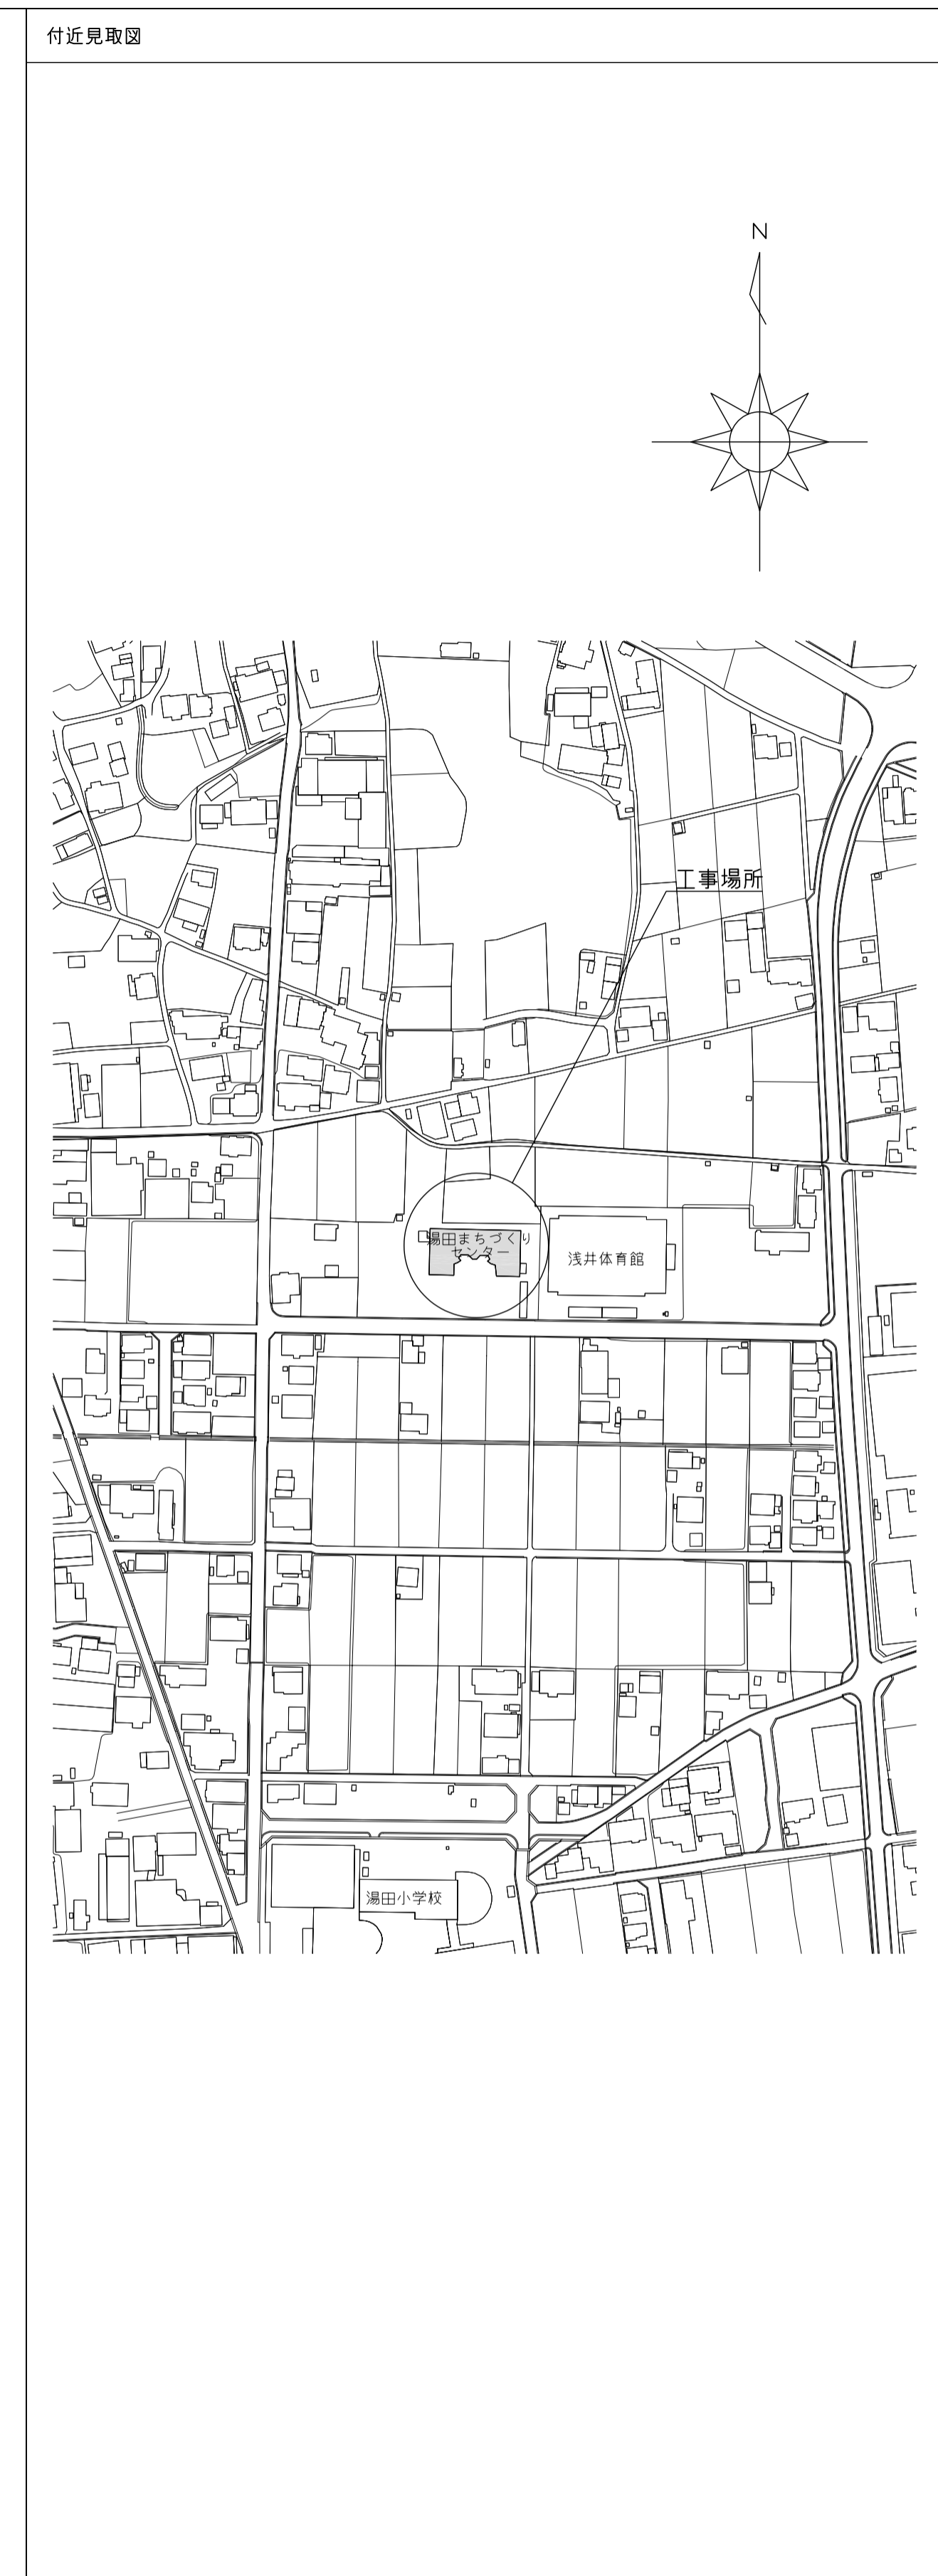 付近見取図
N
工事場所
湯田まちづくり
センター
浅井体育館
湯田小学校